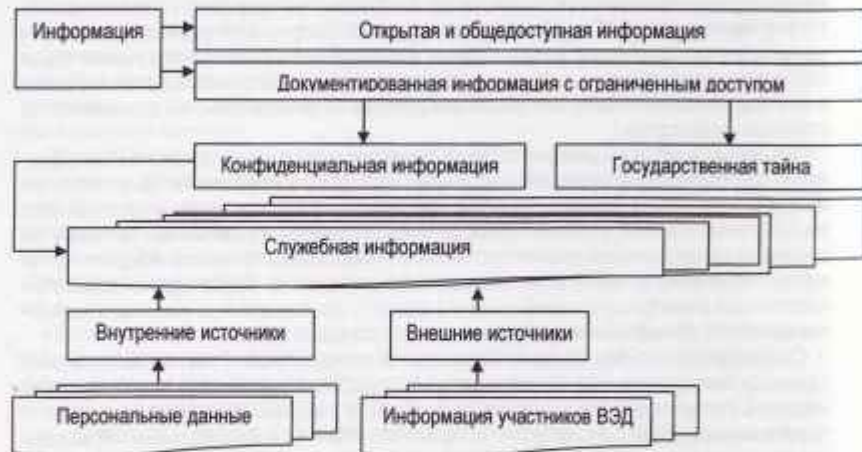 Информация
Открытая и общедоступная информация
Документированная информация с ограниченным доступом
Конфиденциальная информация
Государственная тайна
Служебная информация
Внутренние источники
Внешние источники
Персональные данные
Информация участников ВЭД